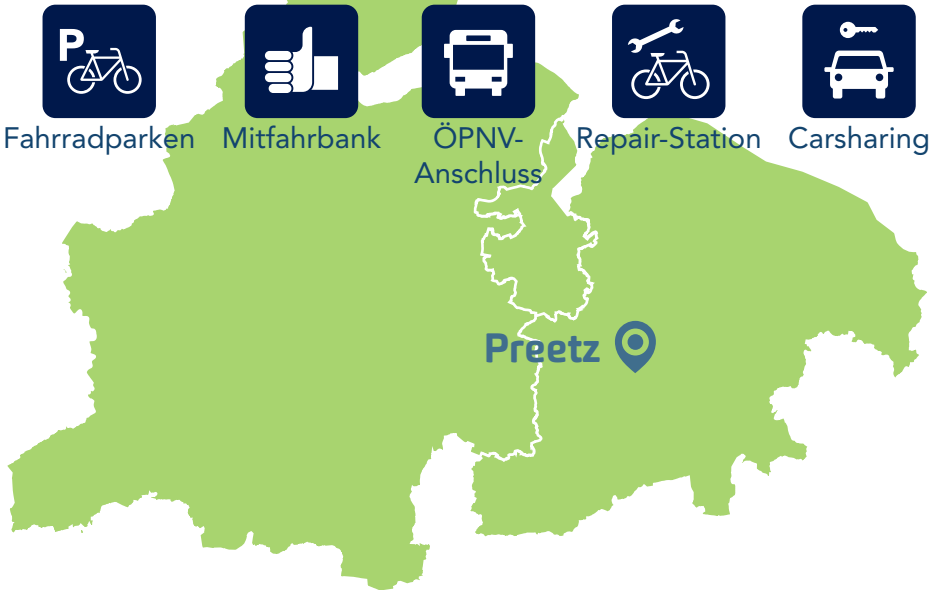 P
Fahrradparken
Mitfahrbank
ÖPNV-
Anschluss
Repair-Station
Carsharing
Preetz